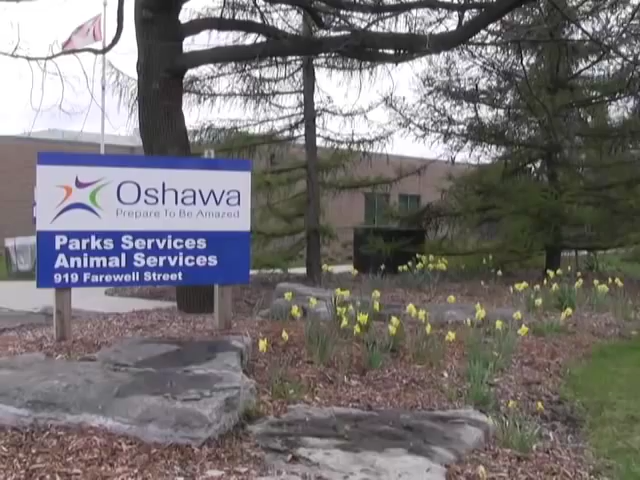 Oshawa
Prepare To Be Amazed
Parks Services
Animal Services
919 Farewell Street